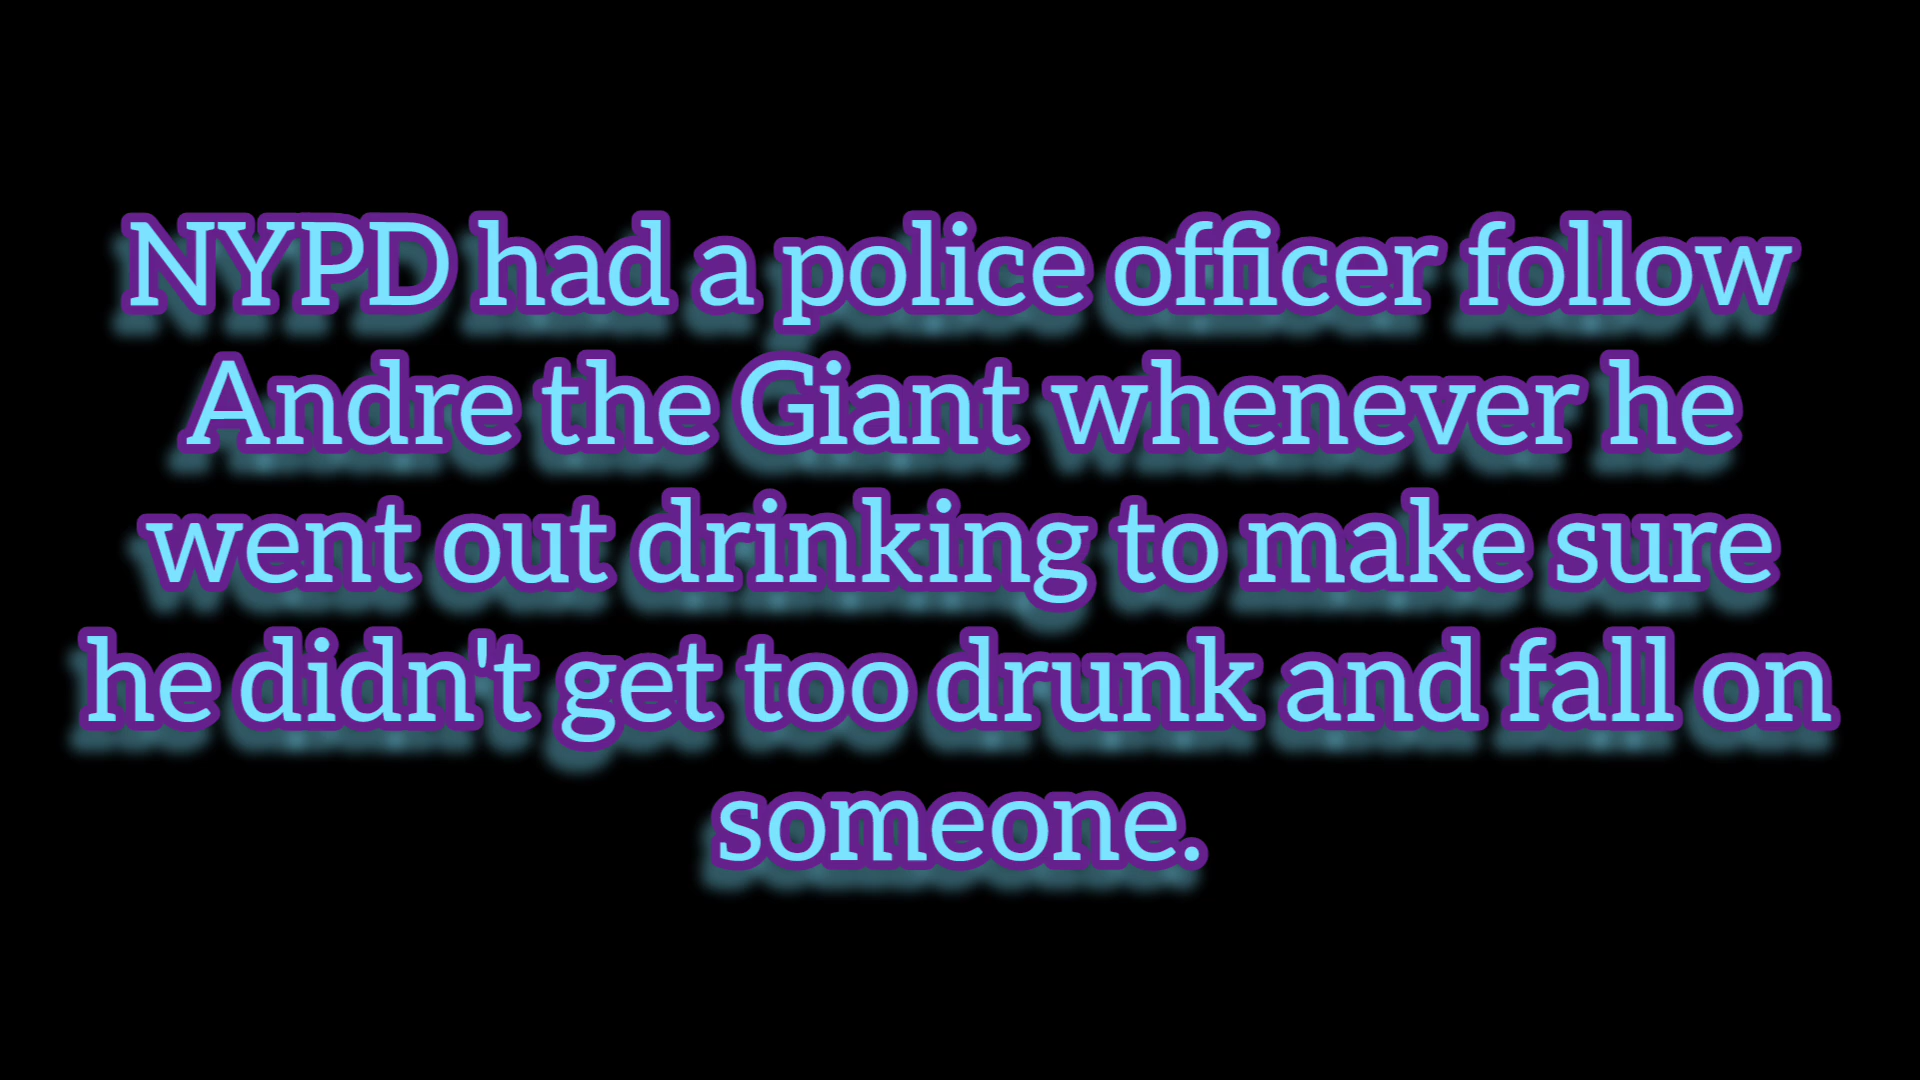 NYPD had a police officer follow
Andre the Giant whenever he
went out drinking to make sure
he didn't get too drunk and fall on
someone.